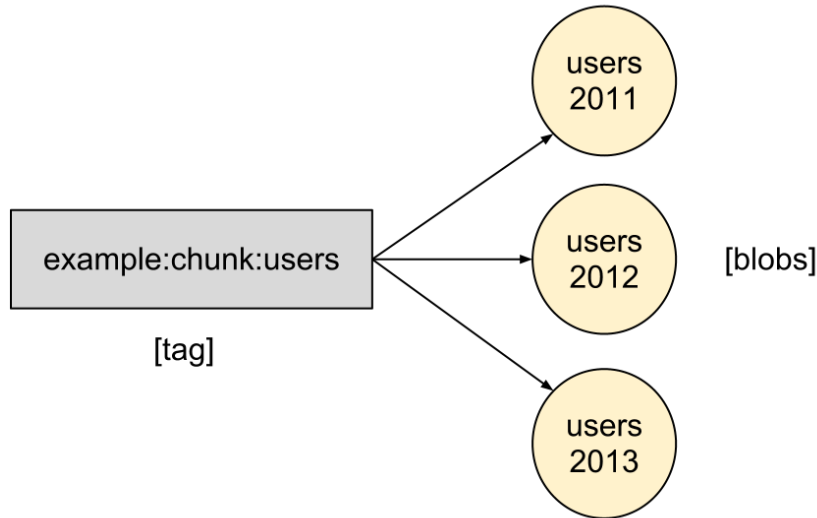 users
2011
example:chunk:users
users
2012
[blobs]
[tag]
users
2013